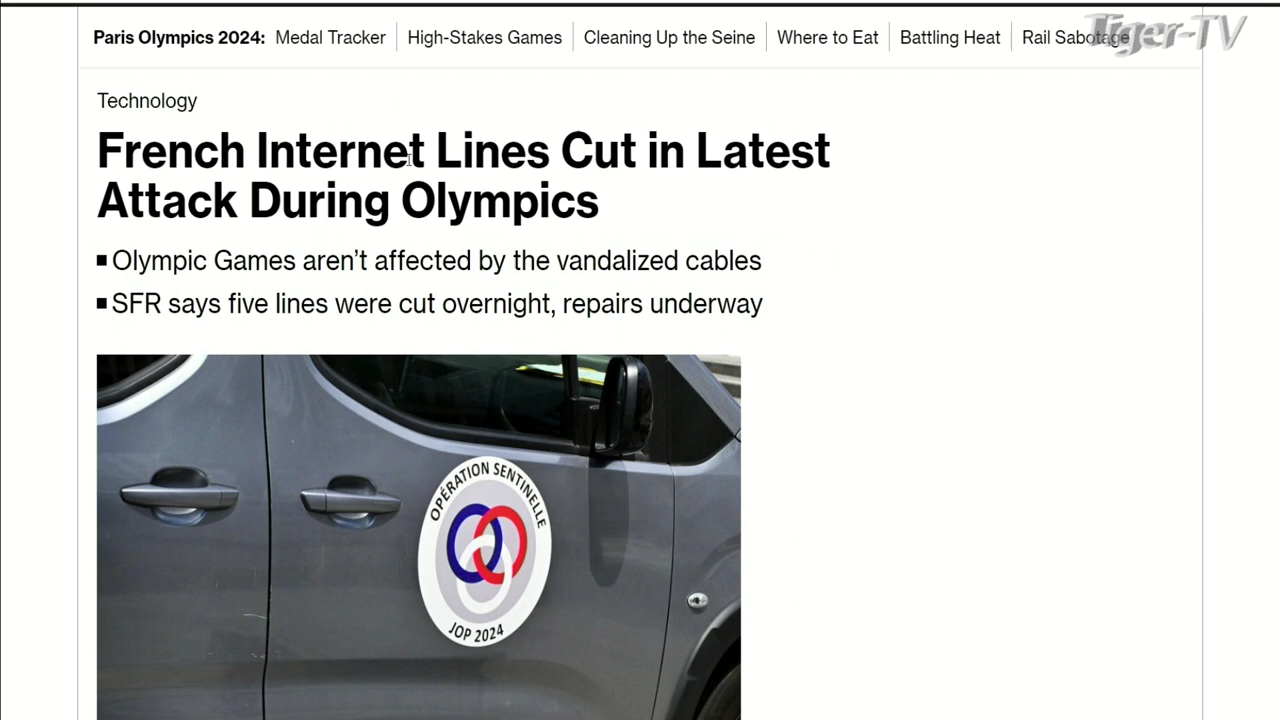 Paris Olympics 2024: Medal Tracker High-Stakes Games Cleaning Up the Seine Where to Eat Battling Heat Rail Sabotage
Tiger-TV
Technology
French Internet Lines Cut in Latest
Attack During Olympics
Olympic Games aren't affected by the vandalized cables
SFR says five lines were cut overnight, repairs underway
OPÉRATION SENTINELLE
JOP 2024